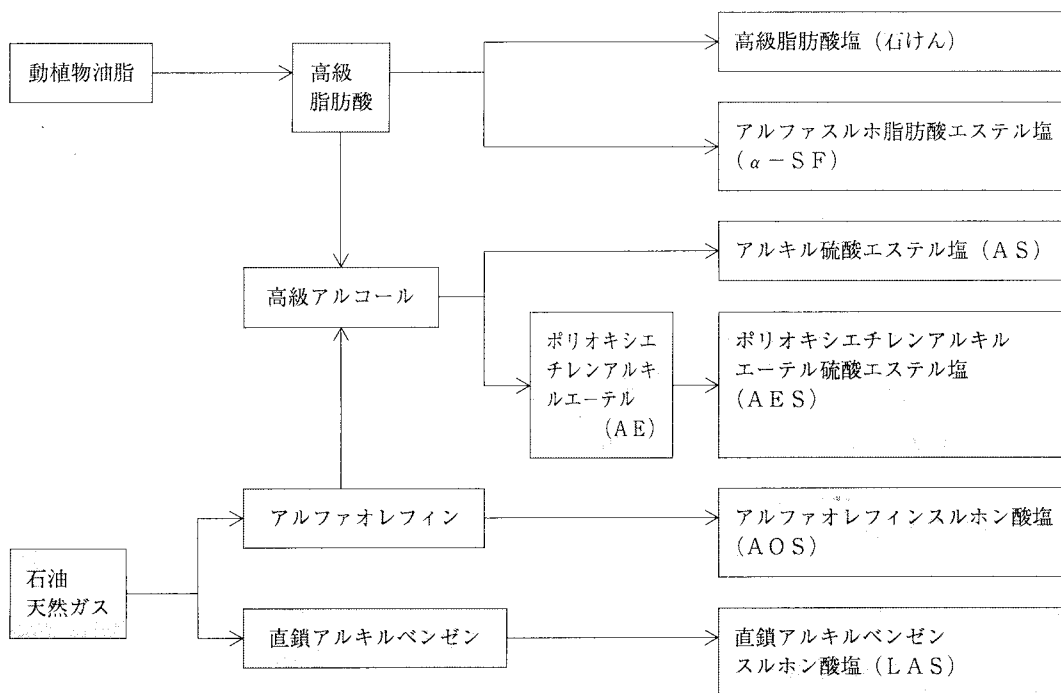 動植物油脂
高級
脂肪酸
高級脂肪酸塩（石けん）
アルファスルホ脂肪酸エステル塩
（α－ＳＦ）
高級アルコール
アルキル硫酸エステル塩（ＡＳ）
ポリオキシエ
チレンアルキ
ルエーテル
（ＡＥ）
ポリオキシエチレンアルキル
エーテル硫酸エステル塩
（ＡＥＳ）
アルファオレフィン
アルファオレフィンスルホン酸塩
（ＡＯＳ）
石油
天然ガス
直鎖アルキルベンゼン
直鎖アルキルベンゼン
スルホン酸塩（ＬＡＳ）